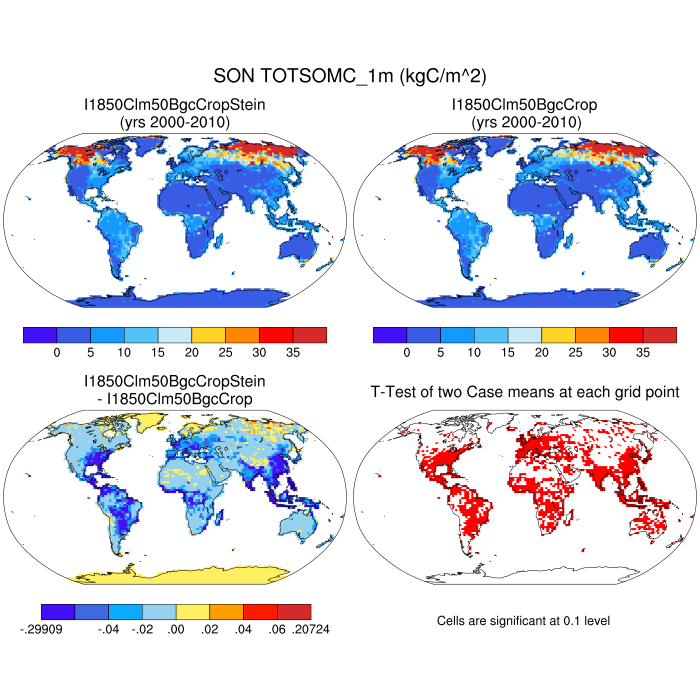 SON TOTSOMC_1m (kgC/m^2)
I1850Clm50BgcCropStein
(yrs 2000-2010)
I1850Clm50BgcCrop
(yrs 2000-2010)
0 5 10 15 20 25 30 35
0 5 10 15 20 25 30 35
I1850Clm50BgcCropStein
- I1850Clm50BgcCrop
T-Test of two Case means at each grid point
-.29909 -.04 -.02 .00 .02 .04 .06 .20724
Cells are significant at 0.1 level